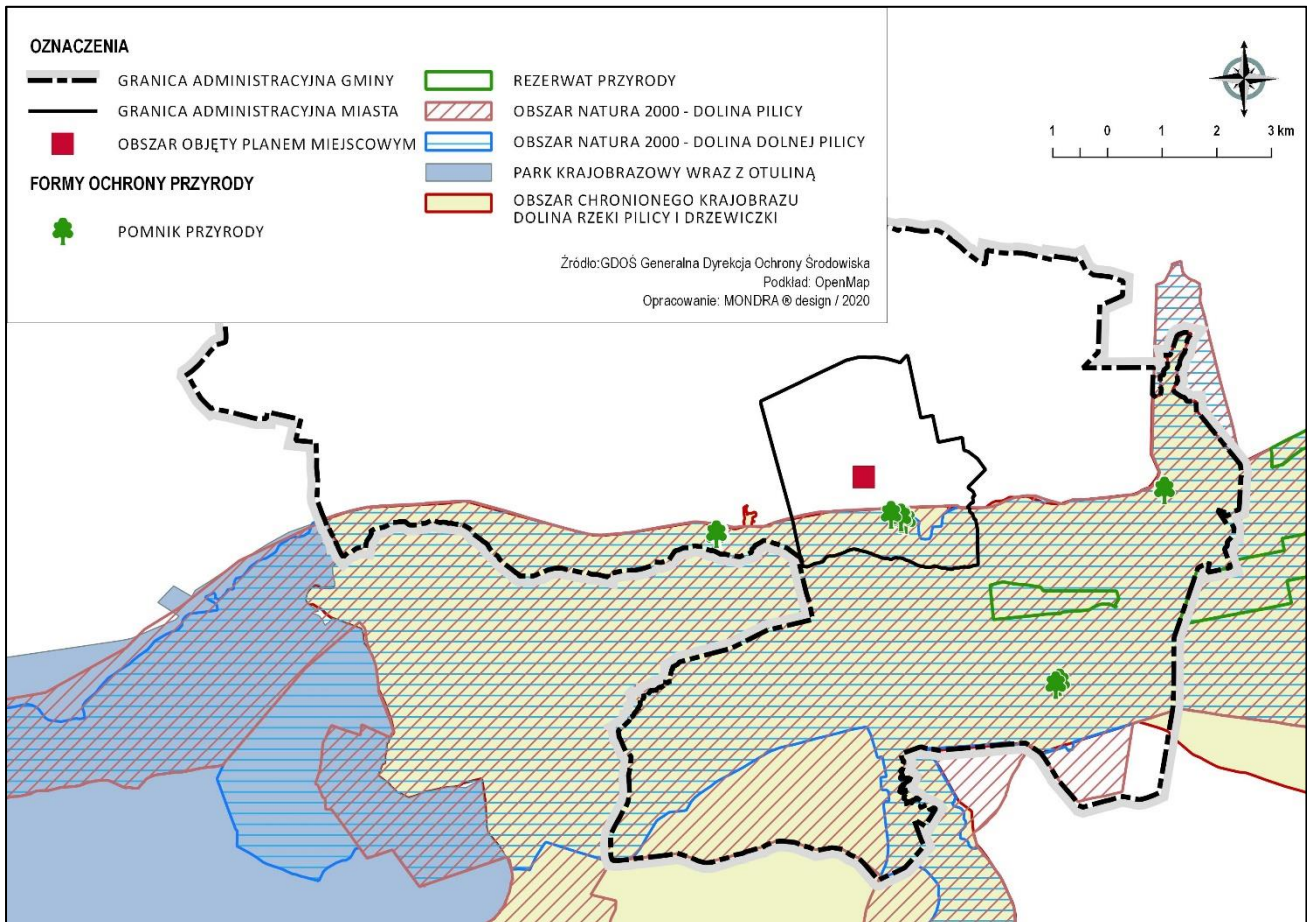 OZNACZENIA
GRANICA ADMINISTRACYJNA GMINY
GRANICA ADMINISTRACYJNA MIASTA
OBSZAR OBJĘTY PLANEM MIEJSCOWYM
FORMY OCHRONY PRZYRODY
POMNIK PRZYRODY
REZERWAT PRZYRODY
OBSZAR NATURA 2000 - DOLINA PILICY
OBSZAR NATURA 2000 - DOLINA DOLNEJ PILICY
PARK KRAJOBRAZOWY WRAZ Z OTULINĄ
OBSZAR CHRONIONEGO KRAJOBRAZU
DOLINA RZEKI PILICY I DRZEWICZKI
Źródło:GDOŚ Generalna Dyrekcja Ochrony Środowiska
Podkład: OpenMap
Opracowanie: MONDRA ® design / 2020
1 0 1 2 3 km